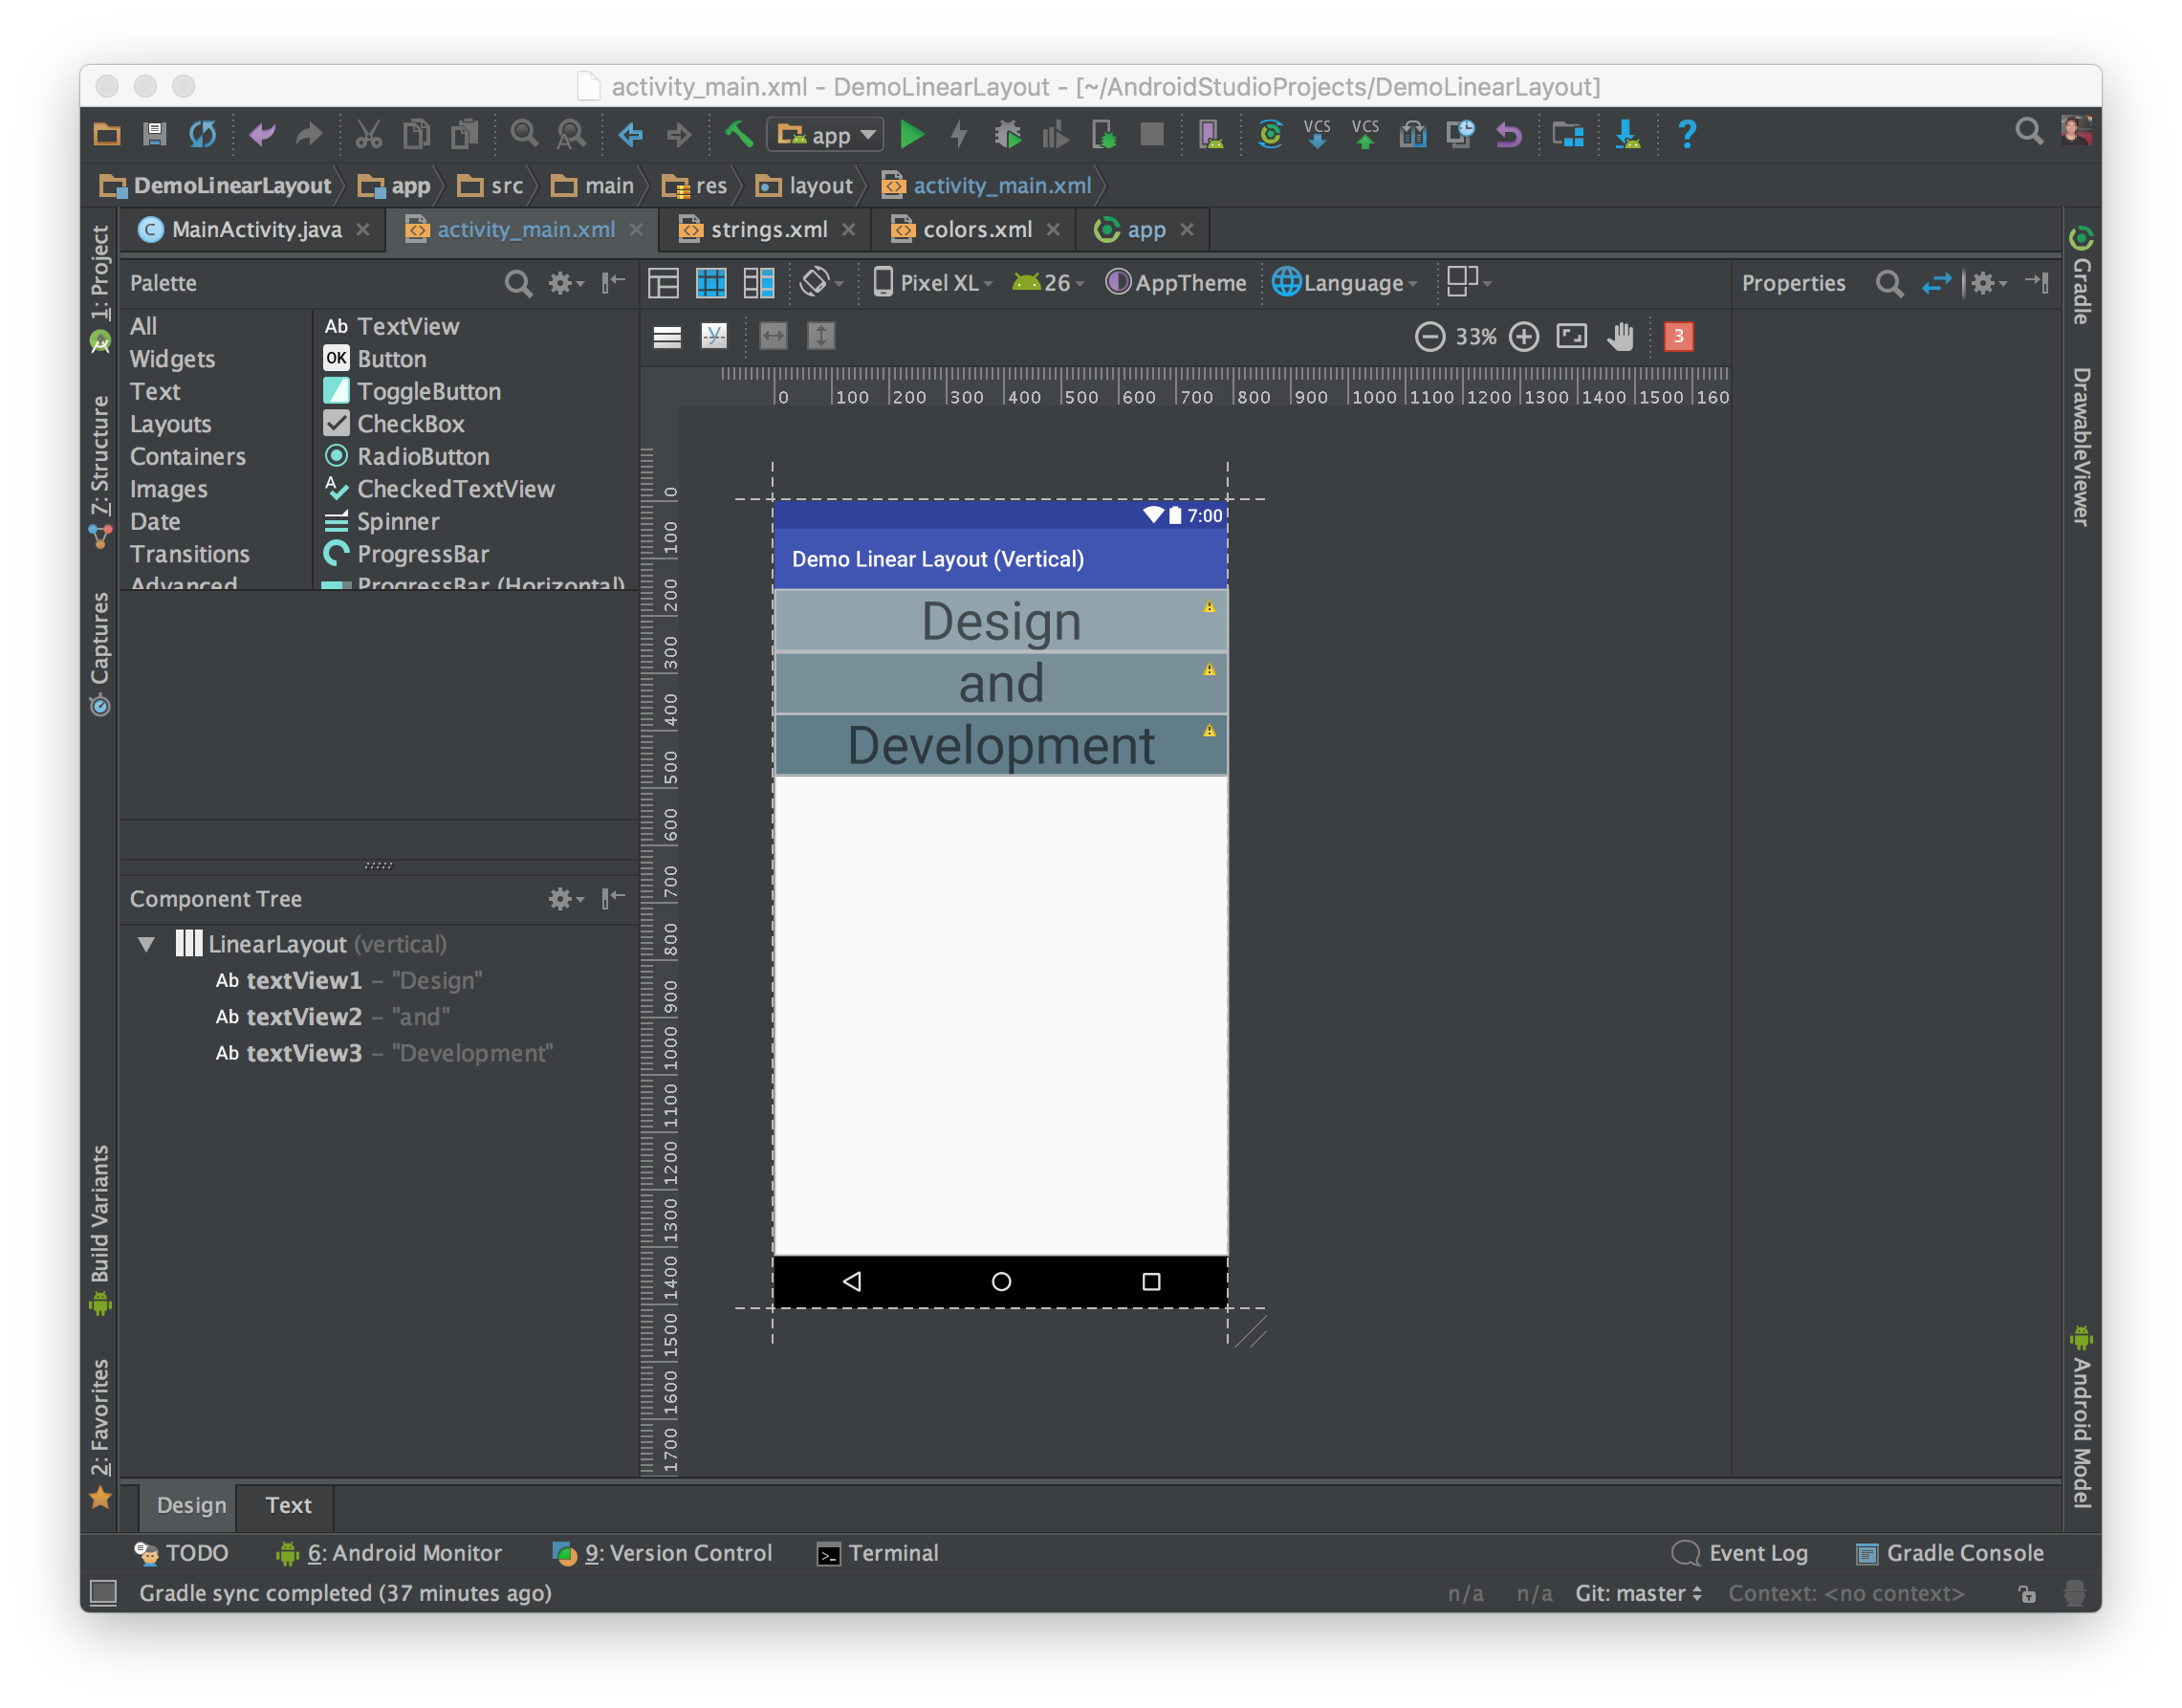 activity_main.xml - DemoLinearLayout - [~/AndroidStudioProjects/DemoLinearLayout]
app
VCS VCS
?
DemoLinearLayout app src main res layout activity_main.xml
C MainActivity.java activity_main.xml strings.xml colors.xml app
1: Project
7: Structure
Captures
Build Variants
2: Favorites
Palette
All
Widgets
Text
Layouts
Containers
Images
Date
Transitions
Advanced
Ab TextView
OK Button
ToggleButton
CheckBox
RadioButton
CheckedTextView
Spinner
ProgressBar
ProgressBar (Horizontal)
Pixel XL 26 AppTheme Language
33% 3
0 100 200 300 400 500 600 700 800 900 1000 1100 1200 1300 1400 1500 160
0 100 200 300 400 500 600 700 800 900 1000 1100 1200 1300 1400 1500 1600 1700
7:00
Demo Linear Layout (Vertical)
Design
and
Development
Component Tree
LinearLayout (vertical)
Ab textView1 – "Design"
Ab textView2 – "and"
Ab textView3 – "Development"
Properties
Gradle
DrawableViewer
Android Model
Design Text
TODO 6: Android Monitor 9: Version Control Terminal Event Log Gradle Console
Gradle sync completed (37 minutes ago) n/a n/a Git: master Context: <no context>